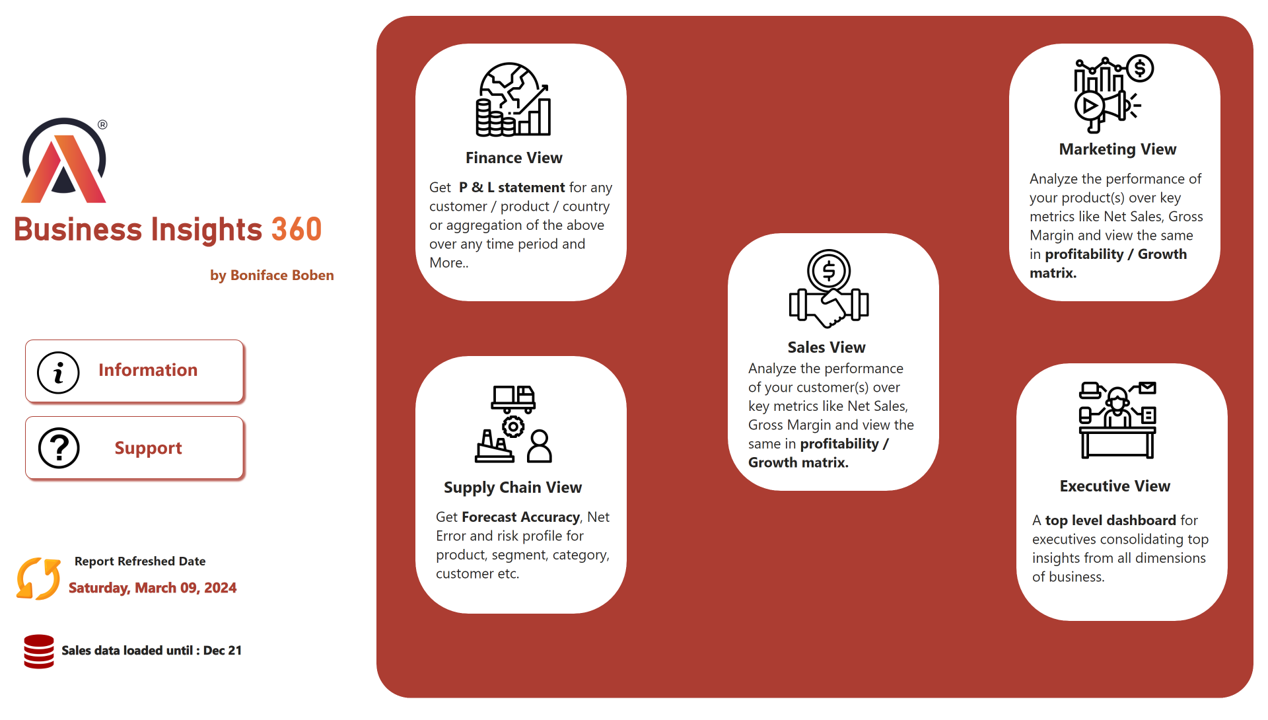 ®
Business Insights 360
by Boniface Boben
Information
Support
Report Refreshed Date
Saturday, March 09, 2024
Sales data loaded until : Dec 21
Finance View
Get  P & L statement for any
customer / product / country
or aggregation of the above
over any time period and
More..
Supply Chain View
Get Forecast Accuracy, Net
Error and risk profile for
product, segment, category,
customer etc.
Sales View
Analyze the performance
of your customer(s) over
key metrics like Net Sales,
Gross Margin and view the
same in profitability /
Growth matrix.
Marketing View
Analyze the performance of
your product(s) over key
metrics like Net Sales, Gross
Margin and view the same
in profitability / Growth
matrix.
Executive View
A top level dashboard for
executives consolidating top
insights from all dimensions
of business.